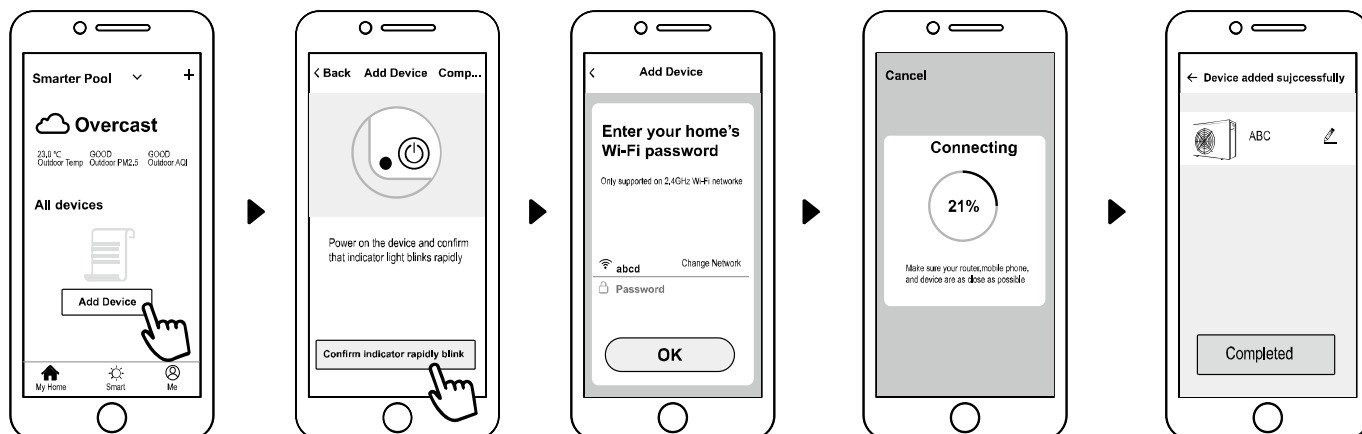 Smarter Pool
+
Overcast
23,0 ℃ GOOD GOOD
Outdoor Temp Outdoor PM2.5 Outdoor AQI
All devices
Add Device
My Home Smart Me
< Back Add Device Comp...
Power on the device and confirm
that indicator light blinks rapidly
Confirm indicator rapidly blink
< Add Device
Enter your home's
Wi-Fi password
Only supported on 2,4GHz Wi-Fi networke
abcd Change Network
Password
OK
Cancel
Connecting
21%
Make sure your router,mobile phone,
and device are as close as possible
← Device added sujccessfully
ABC
Completed